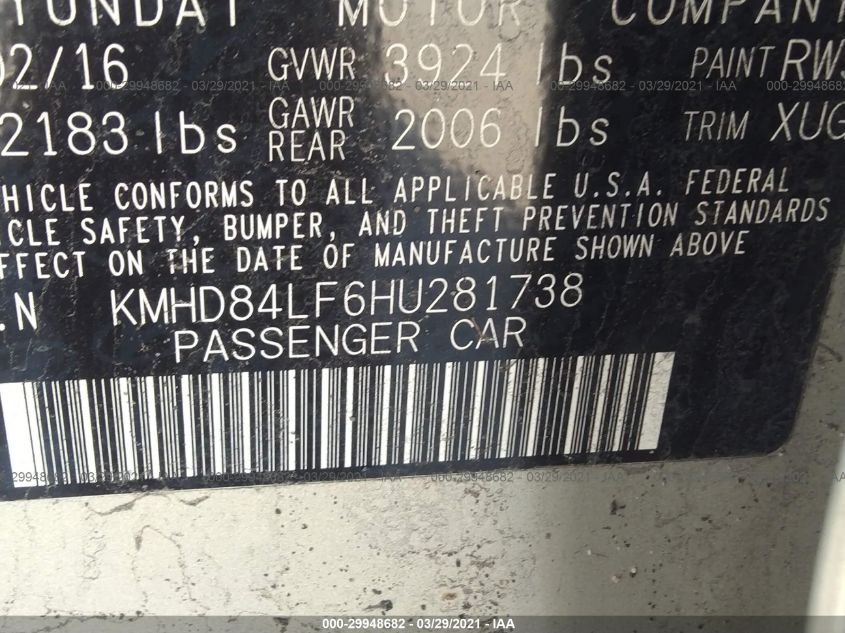 YUNDAI MOTOR COMPAN
02/16 GVWR 3924 lbs PAINT RW
2183 lbs GAWR REAR 2006 lbs TRIM XUG
HICLE CONFORMS TO ALL APPLICABLE U.S.A. FEDERAL
ICLE SAFETY, BUMPER, AND THEFT PREVENTION STANDARDS
FFECT ON THE DATE OF MANUFACTURE SHOWN ABOVE
.N KMHD84LF6HU281738
PASSENGER CAR
000-29948682 - 03/29/2021 - IAA